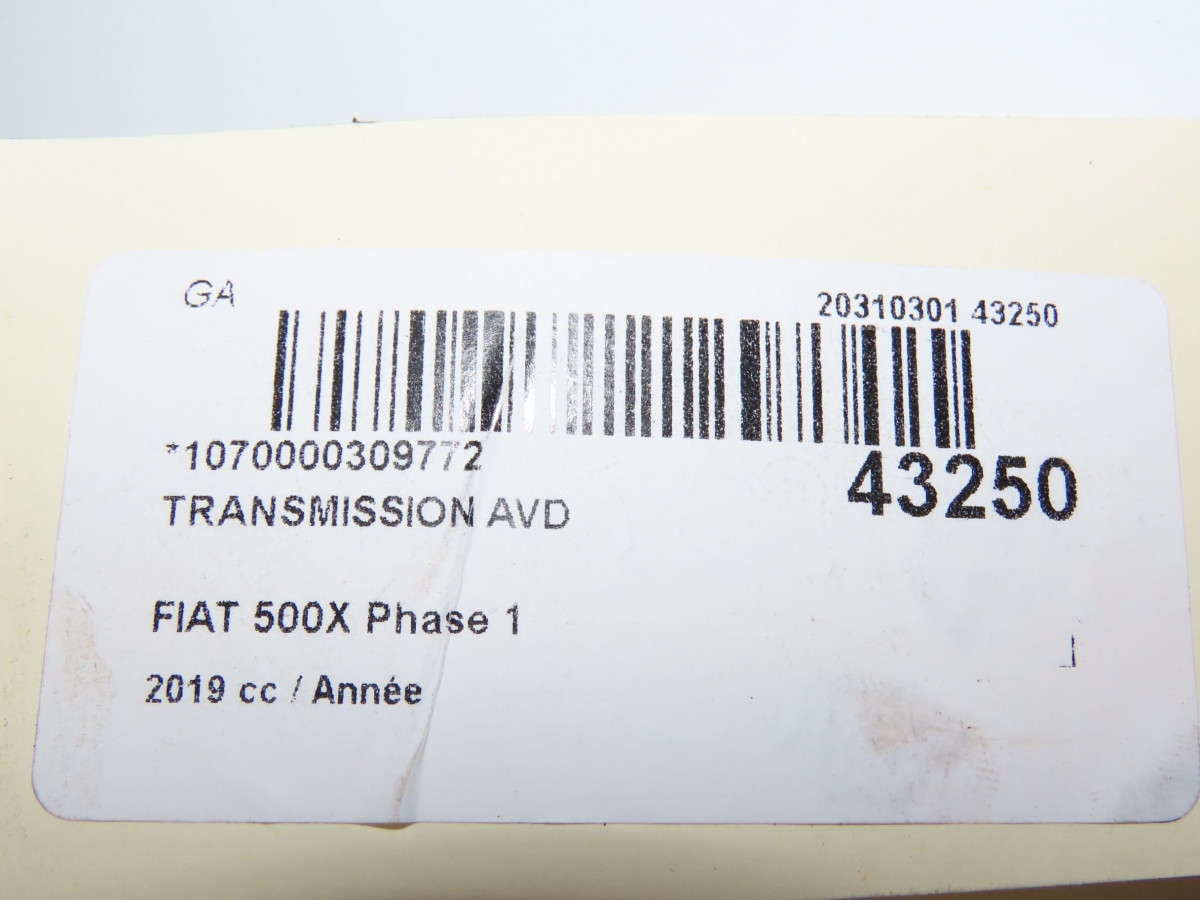 GA
20310301 43250
*1070000309772
43250
TRANSMISSION AVD
FIAT 500X Phase 1
2019 cc / Année